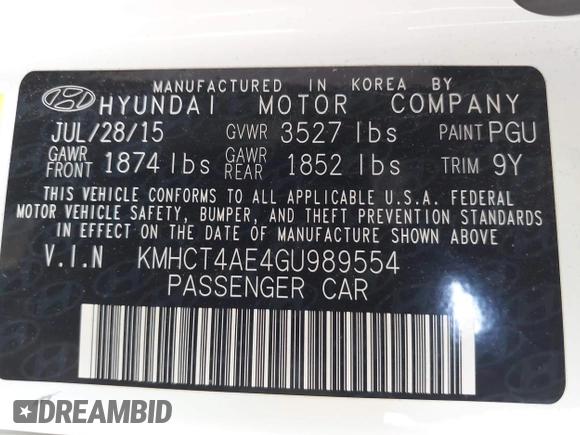 MANUFACTURED IN KOREA BY
HYUNDAI MOTOR COMPANY
JUL/28/15 GVWR 3527 lbs PAINT PGU
GAWR FRONT 1874 lbs GAWR REAR 1852 lbs TRIM 9Y
THIS VEHICLE CONFORMS TO ALL APPLICABLE U.S.A. FEDERAL
MOTOR VEHICLE SAFETY, BUMPER, AND THEFT PREVENTION STANDARDS
IN EFFECT ON THE DATE OF MANUFACTURE SHOWN ABOVE.
V.I.N KMHCT4AE4GU989554
PASSENGER CAR
DREAMBID